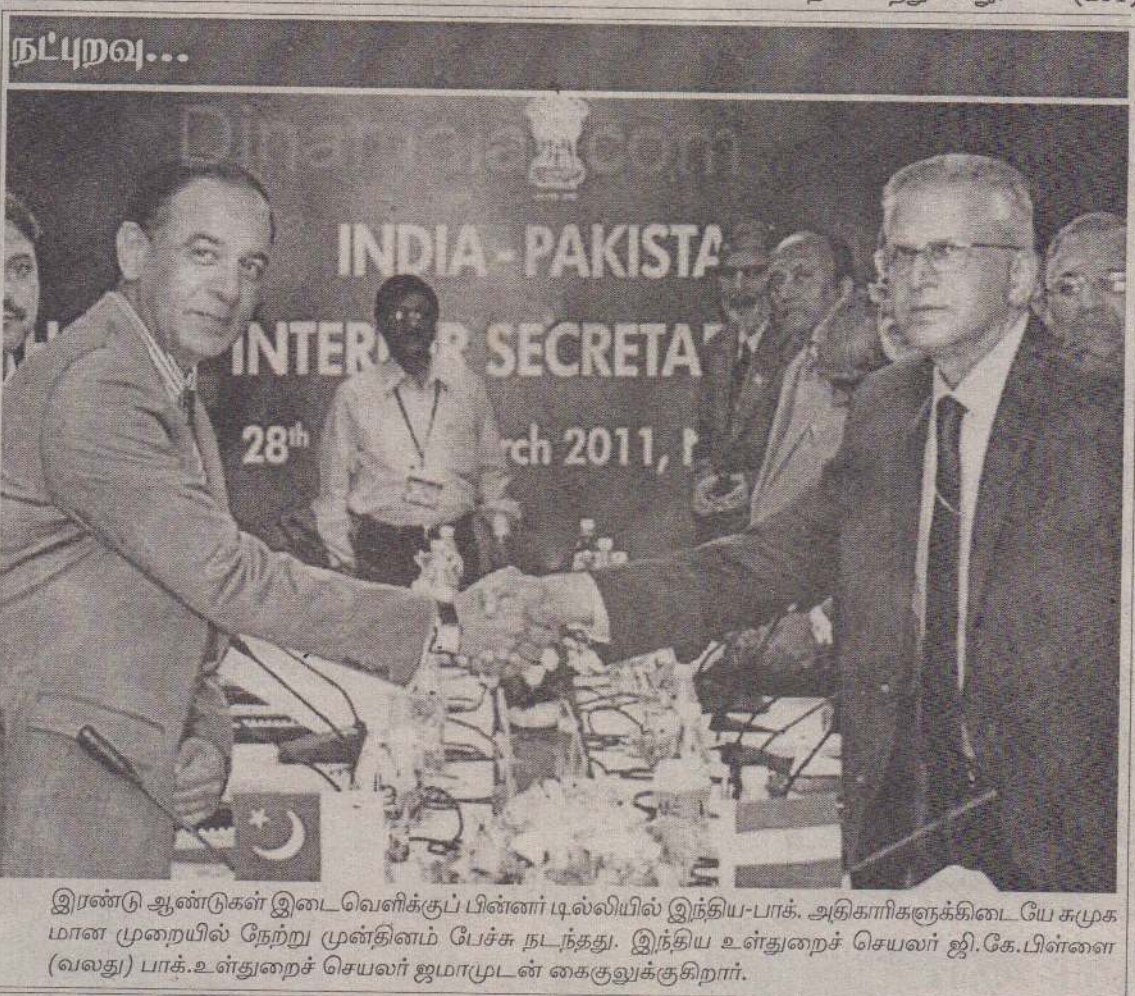 நட்புறவு...
Dinamalar.com
INDIA - PAKISTA
INTER R SECRETA
28th rch 2011, N
இரண்டு ஆண்டுகள் இடைவெளிக்குப் பின்னர் டில்லியில் இந்திய-பாக். அதிகாரிகளுக்கிடையே சுமுக
மான முறையில் நேற்று முன்தினம் பேச்சு நடந்தது. இந்திய உள்துறைச் செயலர் ஜி.கே.பிள்ளை
(வலது) பாக்.உள்துறைச் செயலர் ஜமாமுடன் கைகுலுக்குகிறார்.